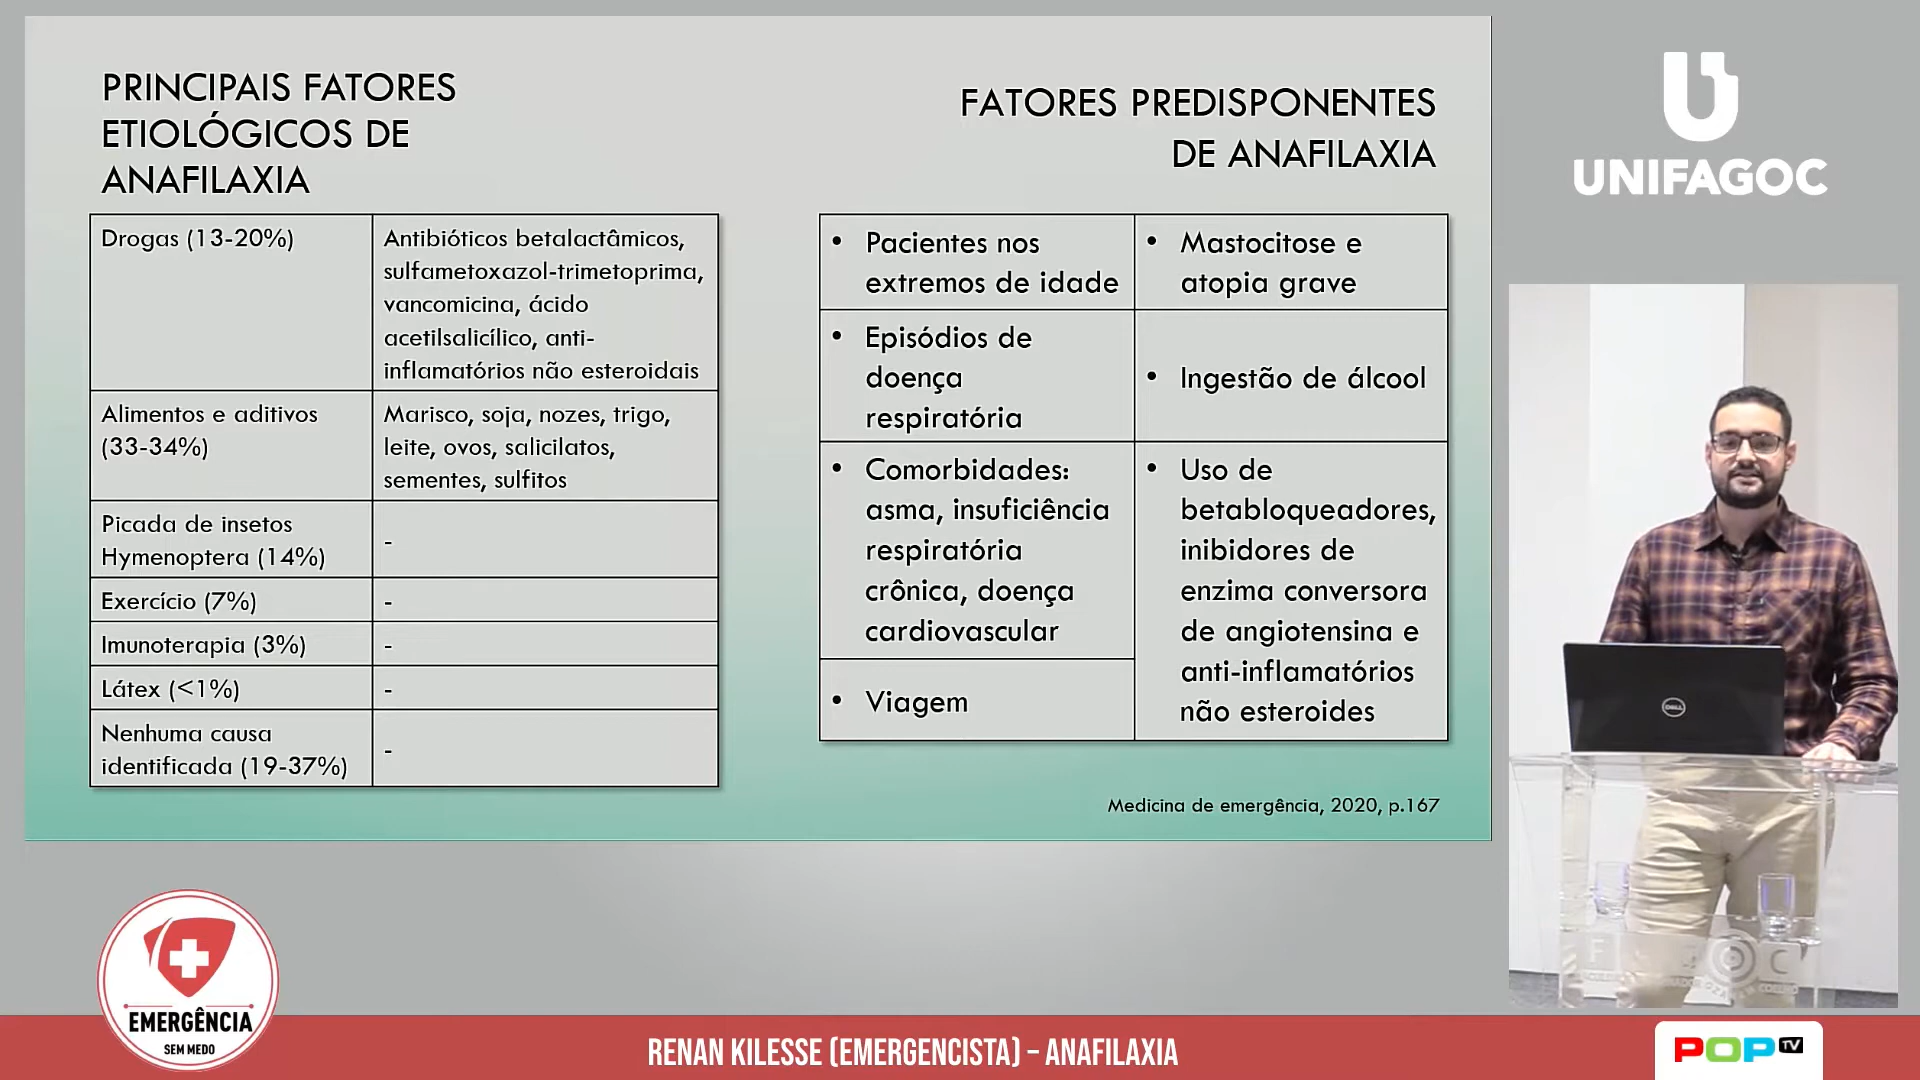 PRINCIPAIS FATORES
ETIOLÓGICOS DE
ANAFILAXIA
Drogas (13-20%)
Antibióticos betalactâmicos,
sulfametoxazol-trimetoprima,
vancomicina, ácido
acetilsalicílico, anti-
inflamatórios não esteroidais
Alimentos e aditivos
(33-34%)
Marisco, soja, nozes, trigo,
leite, ovos, salicilatos,
sementes, sulfitos
Picada de insetos
Hymenoptera (14%)
-
Exercício (7%)
-
Imunoterapia (3%)
-
Látex (<1%)
-
Nenhuma causa
identificada (19-37%)
-
FATORES PREDISPONENTES
DE ANAFILAXIA
• Pacientes nos
extremos de idade
• Mastocitose e
atopia grave
• Episódios de
doença
respiratória
• Ingestão de álcool
• Comorbidades:
asma, insuficiência
respiratória
crônica, doença
cardiovascular
• Uso de
betabloqueadores,
inibidores de
enzima conversora
de angiotensina e
anti-inflamatórios
não esteroides
• Viagem
Medicina de emergência, 2020, p.167
UNIFAGOC
DELL
EMERGÊNCIA
SEM MEDO
RENAN KILESSE (EMERGENCISTA) – ANAFILAXIA
POP TV